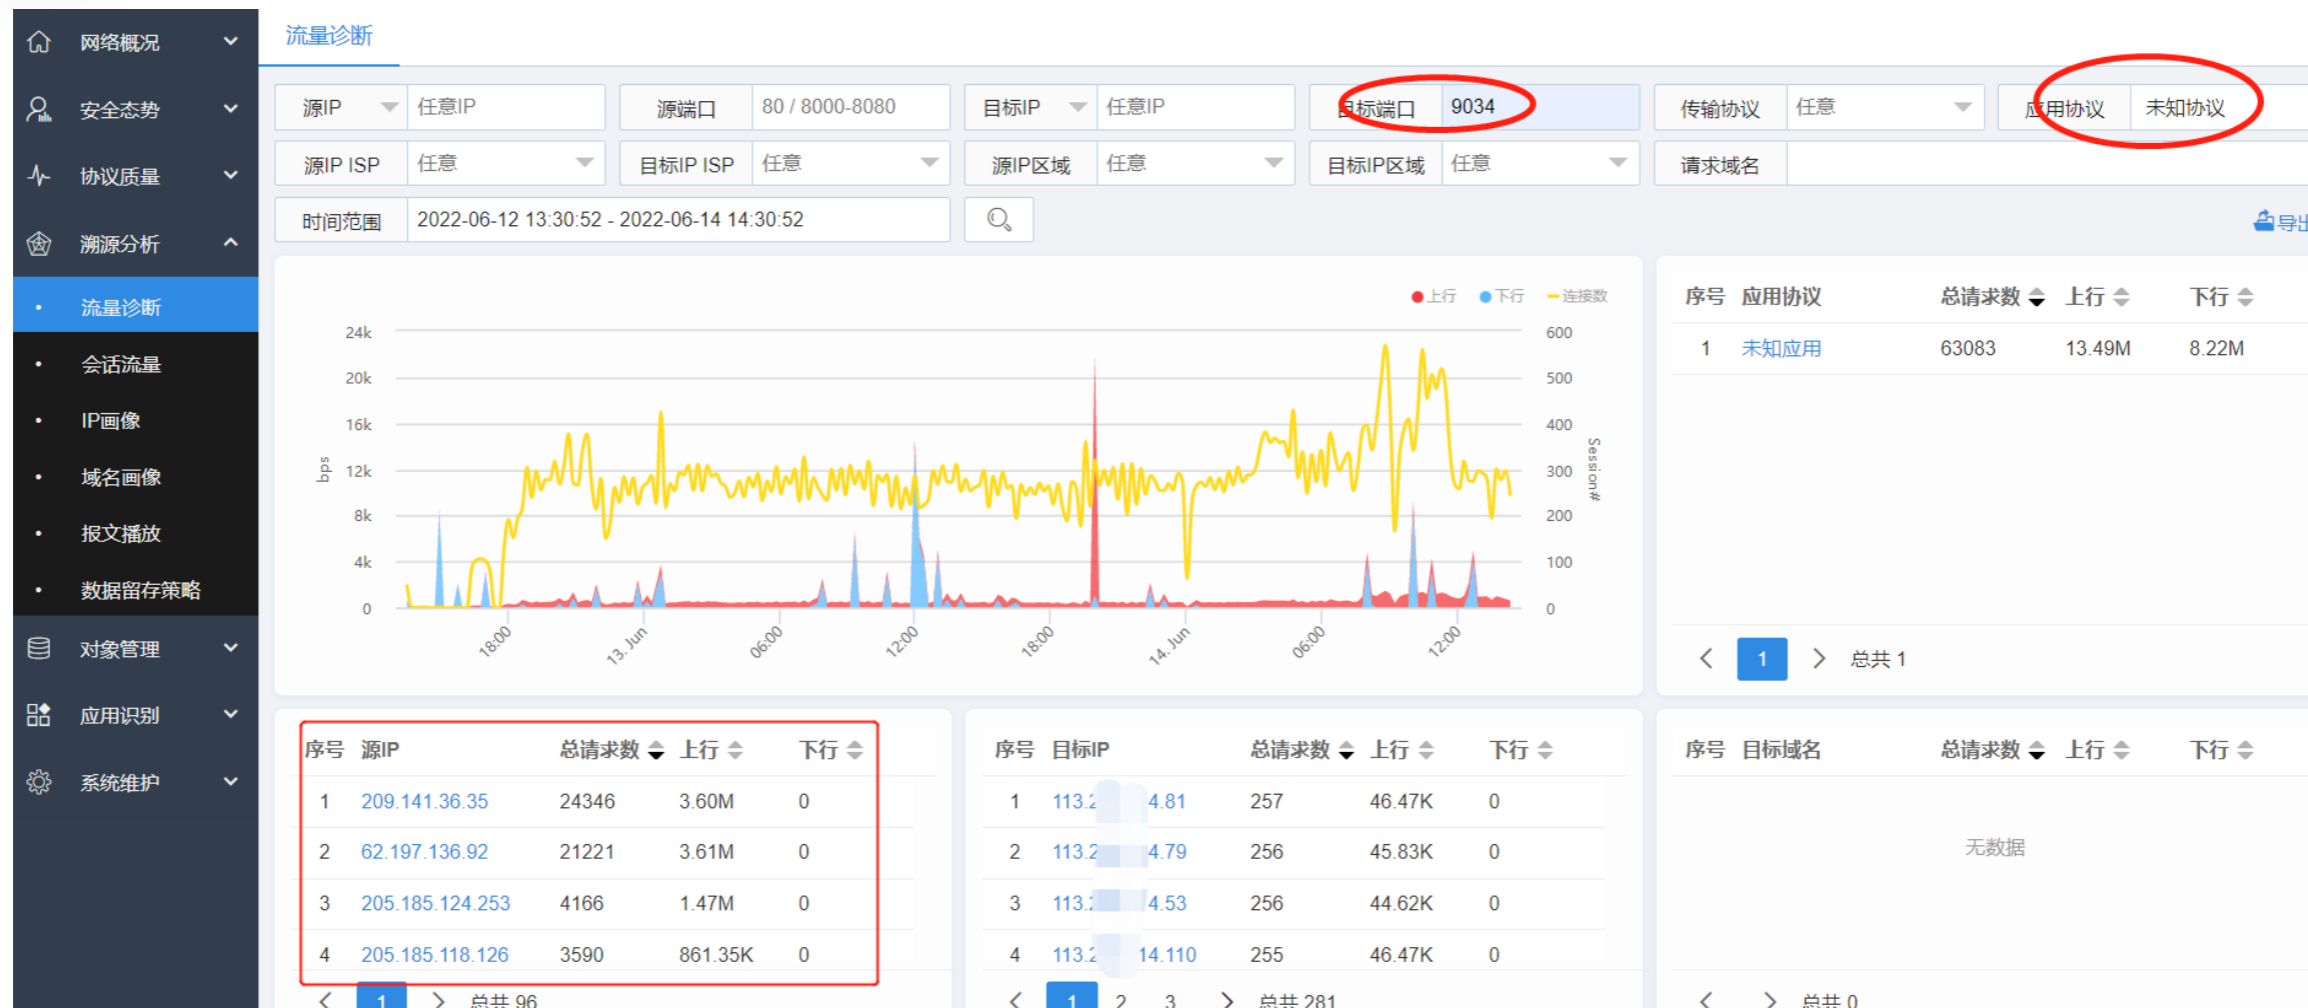 网络概况
安全态势
协议质量
溯源分析
流量诊断
会话流量
IP画像
域名画像
报文播放
数据留存策略
对象管理
应用识别
系统维护
流量诊断
源IP 任意IP 源端口 80 / 8000-8080 目标IP 任意IP 目标端口 9034 传输协议 任意 应用协议 未知协议
源IP ISP 任意 目标IP ISP 任意 源IP区域 任意 目标IP区域 任意 请求域名
时间范围 2022-06-12 13:30:52 - 2022-06-14 14:30:52
导出
上行 下行 连接数
24k 600
20k 500
16k 400
12k 300
8k 200
4k 100
0 0
bps
Session#
18:00 13. Jun 06:00 12:00 18:00 14. Jun 06:00 12:00
序号 应用协议 总请求数 上行 下行
1 未知应用 63083 13.49M 8.22M
1 总共 1
序号 源IP 总请求数 上行 下行
1 209.141.36.35 24346 3.60M 0
2 62.197.136.92 21221 3.61M 0
3 205.185.124.253 4166 1.47M 0
4 205.185.118.126 3590 861.35K 0
1 总共 96
序号 目标IP 总请求数 上行 下行
1 113.2 4.81 257 46.47K 0
2 113.2 4.79 256 45.83K 0
3 113.2 4.53 256 44.62K 0
4 113.2 14.110 255 46.47K 0
1 2 3 总共 281
序号 目标域名 总请求数 上行 下行
无数据
总共 0